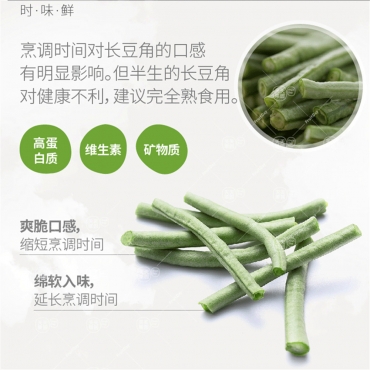 时·味·鲜
烹调时间对长豆角的口感
有明显影响。但半生的长豆角
对健康不利，建议完全熟食用。
高蛋
白质
维生素
矿物质
爽脆口感，
缩短烹调时间
绵软入味，
延长烹调时间